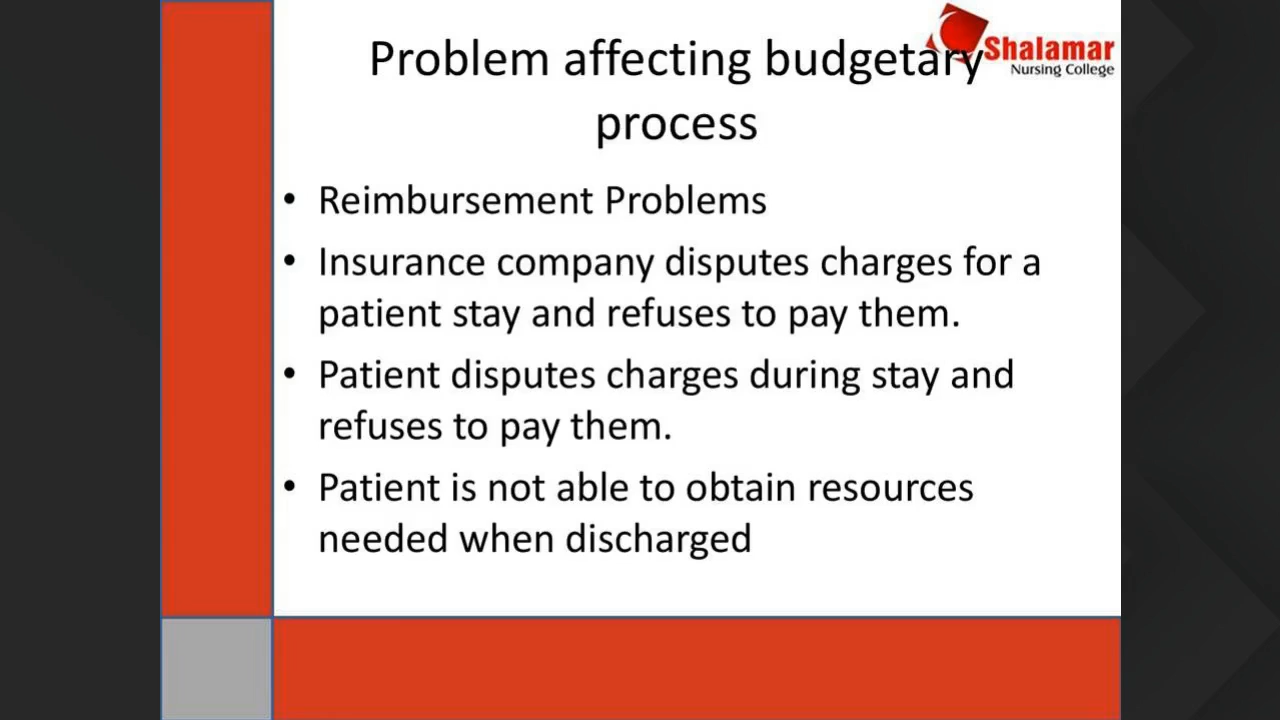 Problem affecting budgetary
process
Shalamar
Nursing College
• Reimbursement Problems
• Insurance company disputes charges for a
patient stay and refuses to pay them.
• Patient disputes charges during stay and
refuses to pay them.
• Patient is not able to obtain resources
needed when discharged